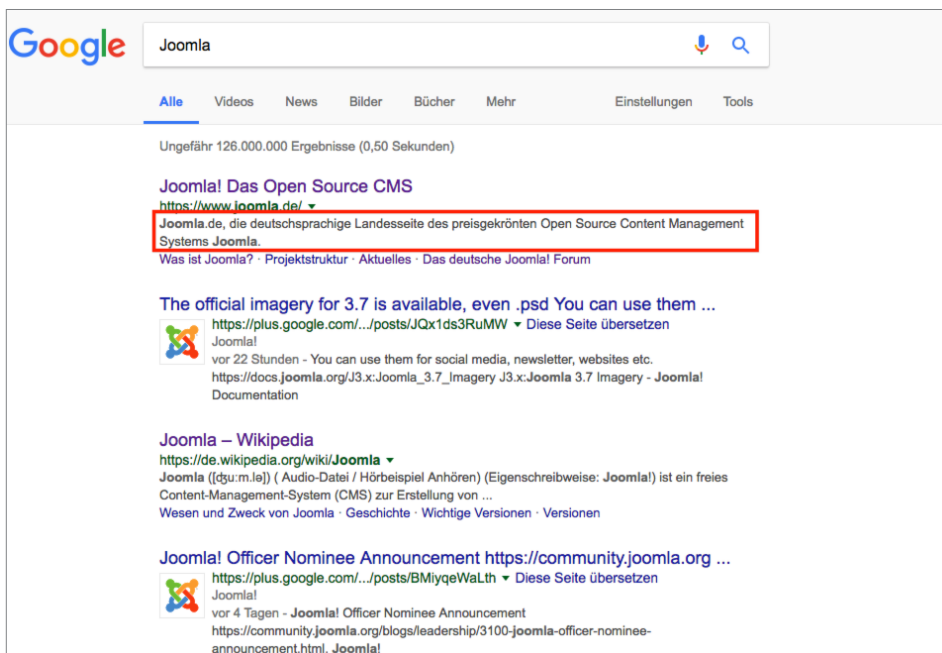 Google
Joomla
Alle Videos News Bilder Bücher Mehr Einstellungen Tools
Ungefähr 126.000.000 Ergebnisse (0,50 Sekunden)
Joomla! Das Open Source CMS
https://www.joomla.de/
Joomla.de, die deutschsprachige Landesseite des preisgekrönten Open Source Content Management
Systems Joomla.
Was ist Joomla? · Projektstruktur · Aktuelles · Das deutsche Joomla! Forum
The official imagery for 3.7 is available, even .psd You can use them ...
https://plus.google.com/.../posts/JQx1ds3RuMW Diese Seite übersetzen
Joomla!
vor 22 Stunden - You can use them for social media, newsletter, websites etc.
https://docs.joomla.org/J3.x:Joomla_3.7_Imagery J3.x:Joomla 3.7 Imagery - Joomla!
Documentation
Joomla – Wikipedia
https://de.wikipedia.org/wiki/Joomla
Joomla ([dʒuːm.lə]) ( Audio-Datei / Hörbeispiel Anhören) (Eigenschreibweise: Joomla!) ist ein freies
Content-Management-System (CMS) zur Erstellung von ...
Wesen und Zweck von Joomla · Geschichte · Wichtige Versionen · Versionen
Joomla! Officer Nominee Announcement https://community.joomla.org ...
https://plus.google.com/.../posts/BMiyqeWaLth Diese Seite übersetzen
Joomla!
vor 4 Tagen - Joomla! Officer Nominee Announcement
https://community.joomla.org/blogs/leadership/3100-joomla-officer-nominee-
announcement.html. Joomla!